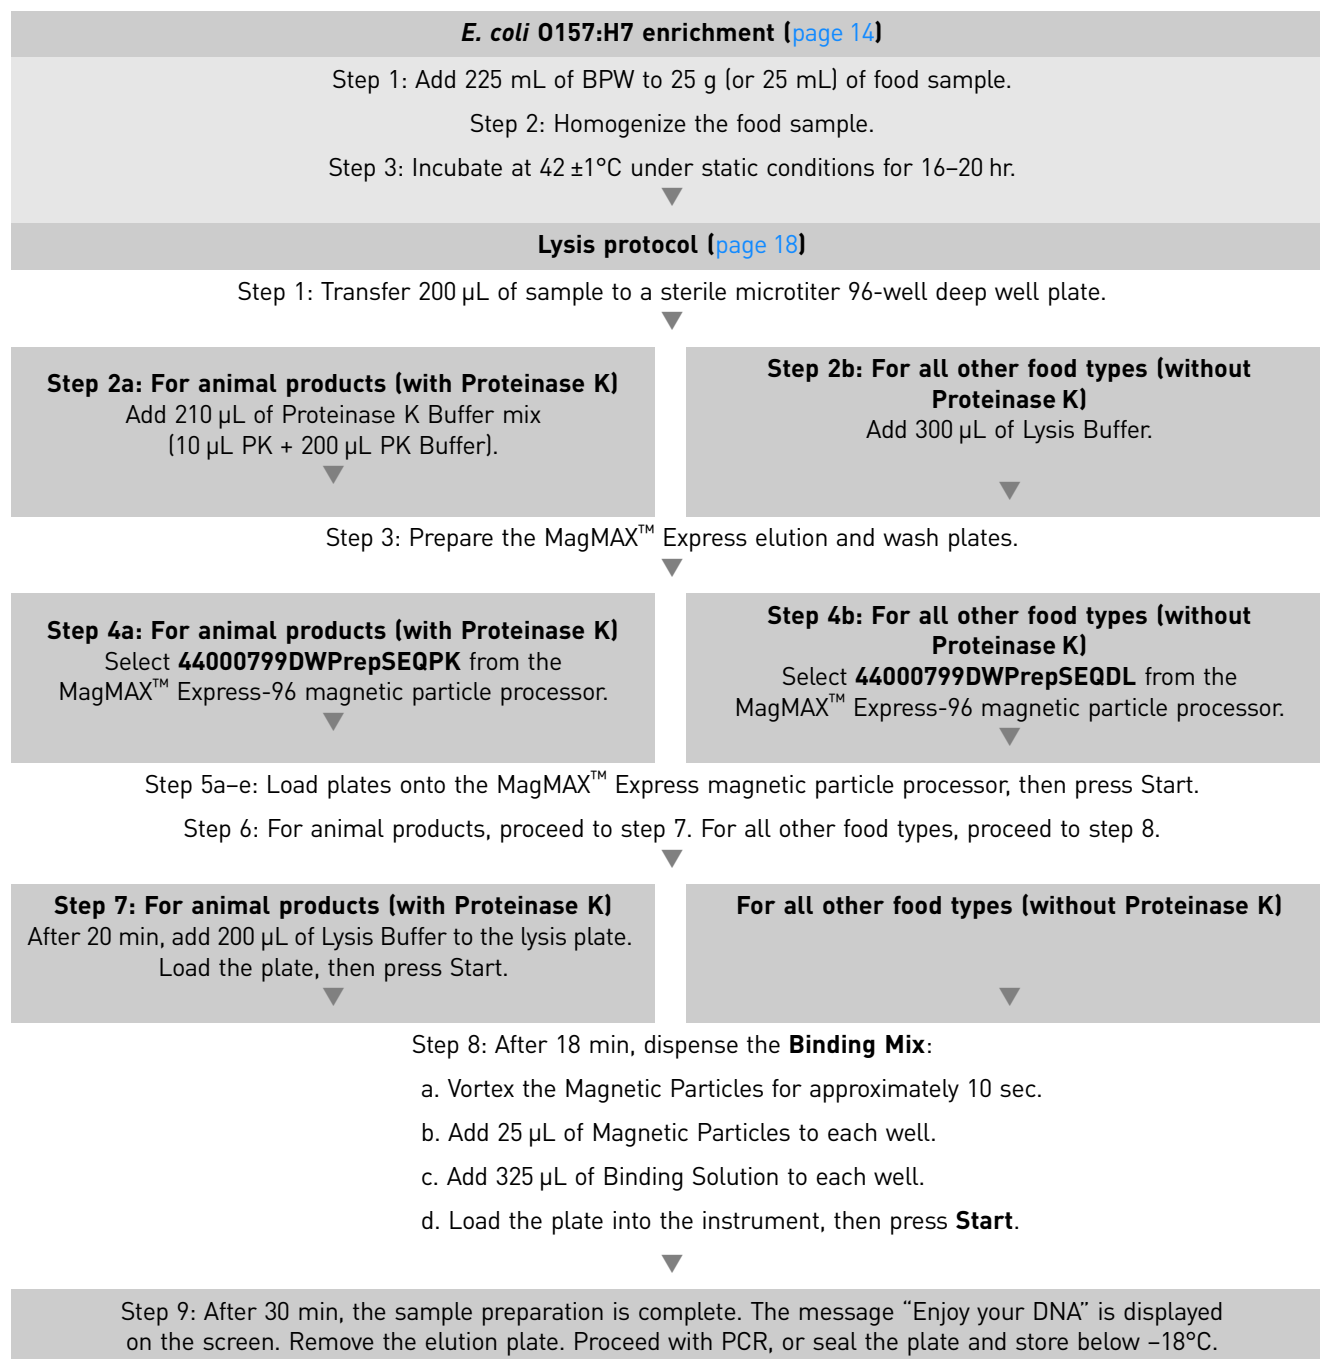 E. coli O157:H7 enrichment (page 14)
Step 1: Add 225 mL of BPW to 25 g (or 25 mL) of food sample.
Step 2: Homogenize the food sample.
Step 3: Incubate at 42 ±1°C under static conditions for 16–20 hr.
Lysis protocol (page 18)
Step 1: Transfer 200 µL of sample to a sterile microtiter 96-well deep well plate.
Step 2a: For animal products (with Proteinase K)
Add 210 µL of Proteinase K Buffer mix
(10 µL PK + 200 µL PK Buffer).
Step 2b: For all other food types (without
Proteinase K)
Add 300 µL of Lysis Buffer.
Step 3: Prepare the MagMAX™ Express elution and wash plates.
Step 4a: For animal products (with Proteinase K)
Select 44000799DWPrepSEQPK from the
MagMAX™ Express-96 magnetic particle processor.
Step 4b: For all other food types (without
Proteinase K)
Select 44000799DWPrepSEQDL from the
MagMAX™ Express-96 magnetic particle processor.
Step 5a–e: Load plates onto the MagMAX™ Express magnetic particle processor, then press Start.
Step 6: For animal products, proceed to step 7. For all other food types, proceed to step 8.
Step 7: For animal products (with Proteinase K)
After 20 min, add 200 µL of Lysis Buffer to the lysis plate.
Load the plate, then press Start.
For all other food types (without Proteinase K)
Step 8: After 18 min, dispense the Binding Mix:
a. Vortex the Magnetic Particles for approximately 10 sec.
b. Add 25 µL of Magnetic Particles to each well.
c. Add 325 µL of Binding Solution to each well.
d. Load the plate into the instrument, then press Start.
Step 9: After 30 min, the sample preparation is complete. The message “Enjoy your DNA” is displayed
on the screen. Remove the elution plate. Proceed with PCR, or seal the plate and store below –18°C.